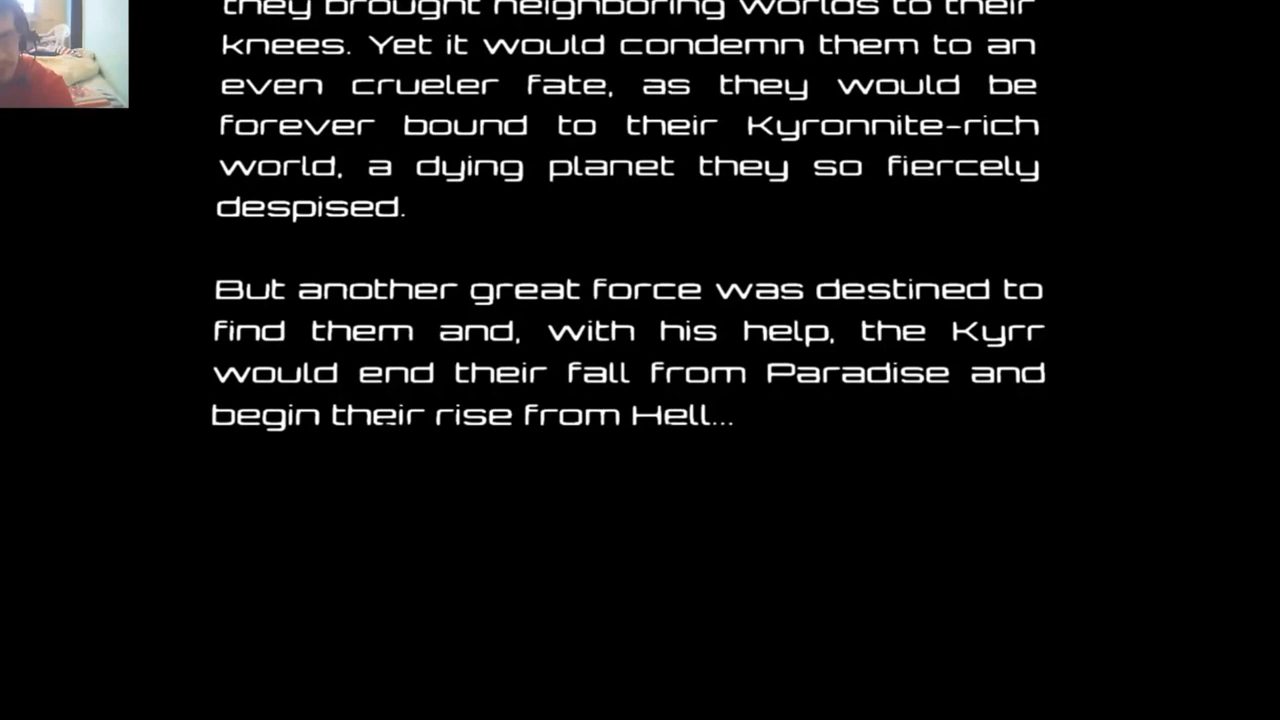 they brought neighboring worlds to their
knees. Yet it would condemn them to an
even crueler fate, as they would be
forever bound to their Kyronnite-rich
world, a dying planet they so fiercely
despised.
But another great force was destined to
find them and, with his help, the Kyrr
would end their fall from Paradise and
begin their rise from Hell...